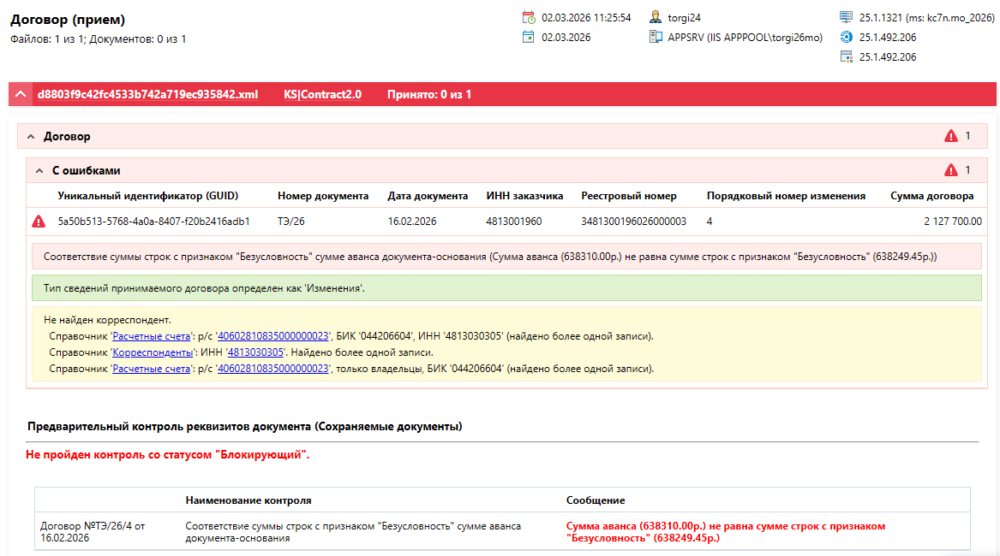 Договор (прием)
Файлов: 1 из 1; Документов: 0 из 1
02.03.2026 11:25:54
02.03.2026
torgi24
APPSRV (IIS APPPOOL\torgi26mo)
25.1.1321 (ms: kc7n.mo_2026)
25.1.492.206
25.1.492.206
d8803f9c42fc4533b742a719ec935842.xml KS|Contract2.0 Принято: 0 из 1
Договор 1
С ошибками 1
Уникальный идентификатор (GUID) Номер документа Дата документа ИНН заказчика Реестровый номер Порядковый номер изменения Сумма договора
5a50b513-5768-4a0a-8407-f20b2416adb1 ТЭ/26 16.02.2026 4813001960 3481300196026000003 4 2 127 700.00
Соответствие суммы строк с признаком "Безусловность" сумме аванса документа-основания (Сумма аванса (638310.00р.) не равна сумме строк с признаком "Безусловность" (638249.45р.))
Тип сведений принимаемого договора определен как 'Изменения'.
Не найден корреспондент.
Справочник 'Расчетные счета': р/с '40602810835000000023', БИК '044206604', ИНН '4813030305' (найдено более одной записи).
Справочник 'Корреспонденты': ИНН '4813030305'. Найдено более одной записи.
Справочник 'Расчетные счета': р/с '40602810835000000023', только владельцы, БИК '044206604' (найдено более одной записи).
Предварительный контроль реквизитов документа (Сохраняемые документы)
Не пройден контроль со статусом "Блокирующий".
Наименование контроля Сообщение
Договор №ТЭ/26/4 от
16.02.2026
Соответствие суммы строк с признаком "Безусловность" сумме аванса
документа-основания
Сумма аванса (638310.00р.) не равна сумме строк с признаком
"Безусловность" (638249.45р.)